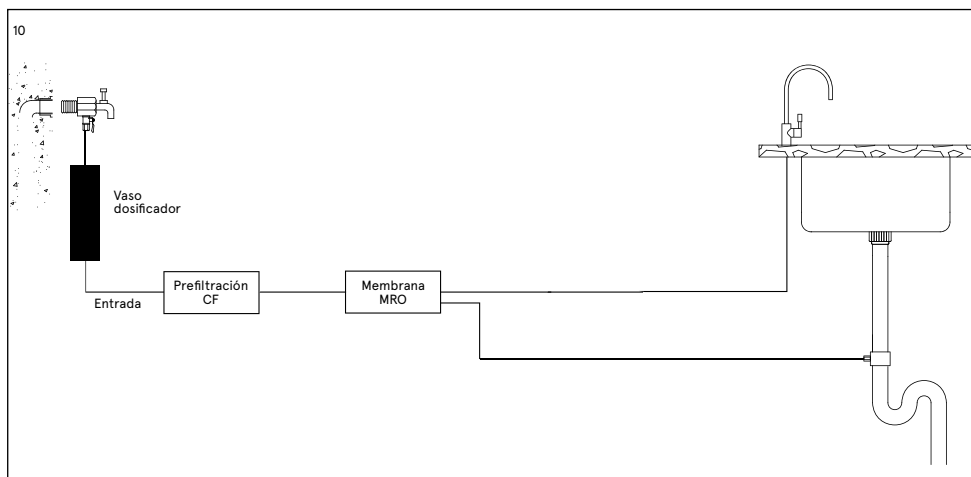 10
Vaso
dosificador
Entrada
Prefiltración
CF
Membrana
MRO